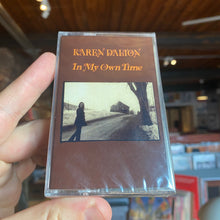 KAREN DALTON
In My Own Time